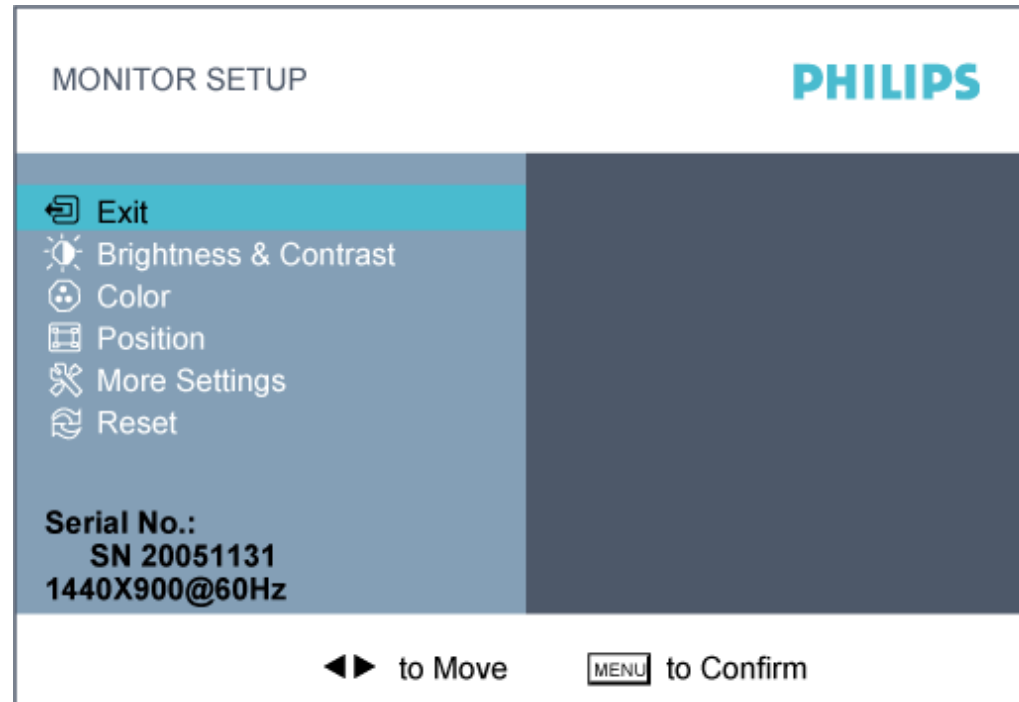 MONITOR SETUP
PHILIPS
Exit
Brightness & Contrast
Color
Position
More Settings
Reset
Serial No.:
SN 20051131
1440X900@60Hz
◀▶ to Move MENU to Confirm